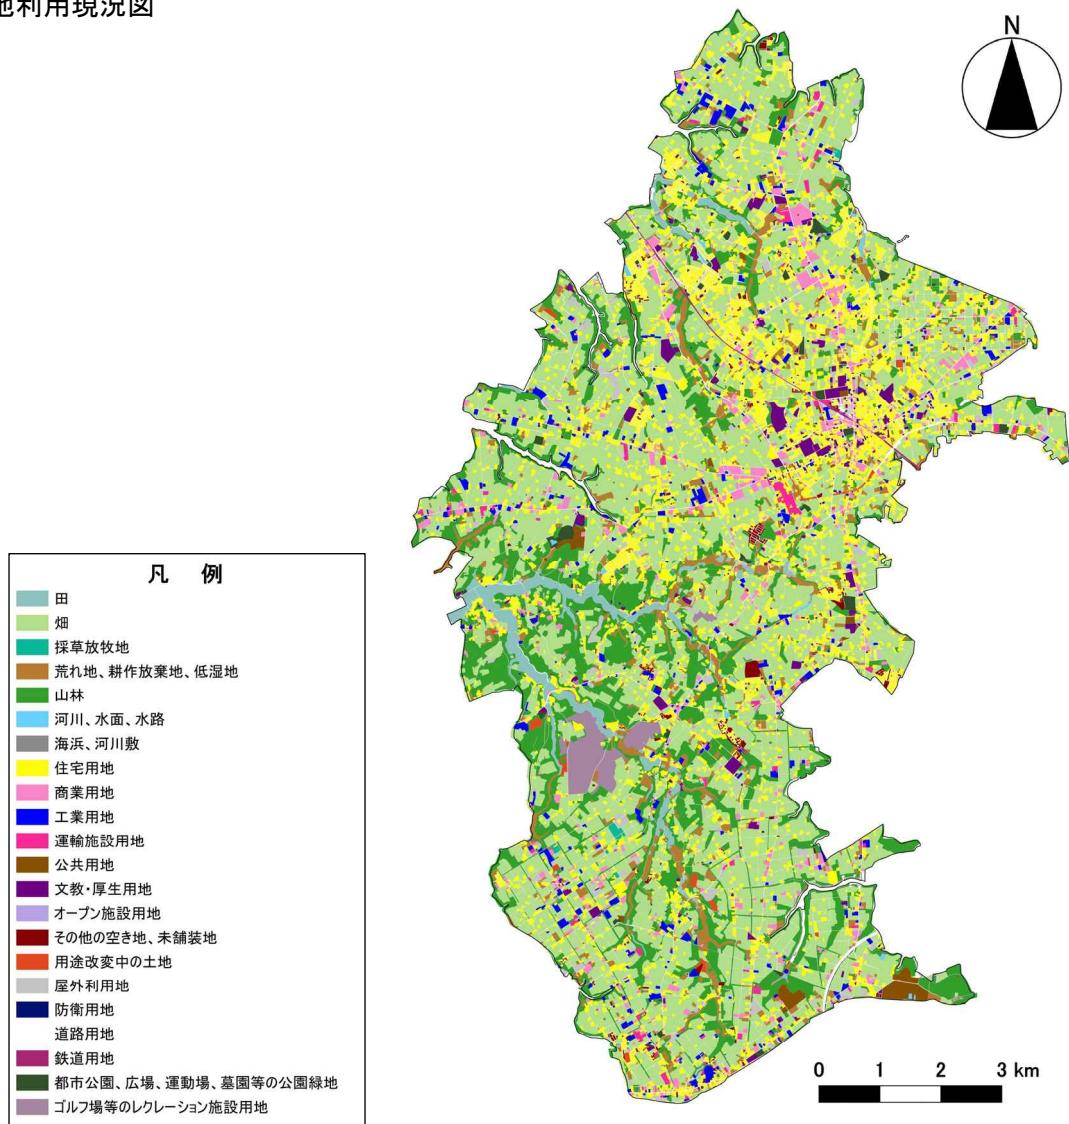 地利用現況図
N
凡 例
田
畑
採草放牧地
荒れ地、耕作放棄地、低湿地
山林
河川、水面、水路
海浜、河川敷
住宅用地
商業用地
工業用地
運輸施設用地
公共用地
文教・厚生用地
オープン施設用地
その他の空き地、未舗装地
用途改変中の土地
屋外利用地
防衛用地
道路用地
鉄道用地
都市公園、広場、運動場、墓園等の公園緑地
ゴルフ場等のレクレーション施設用地
0 1 2 3 km